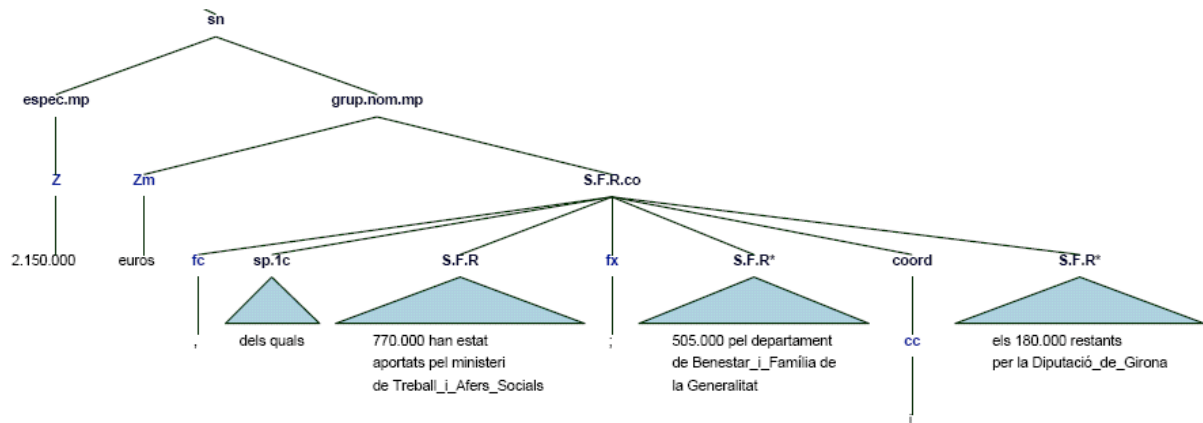 sn
espec.mp grup.nom.mp
Z Zm S.F.R.co
2.150.000 euros fc sp.1c S.F.R fx S.F.R* coord S.F.R*
, dels quals 770.000 han estat ; 505.000 pel departament cc els 180.000 restants
aportats pel ministeri de Benestar_i_Família de per la Diputació_de_Girona
de Treball_i_Afers_Socials la Generalitat
i